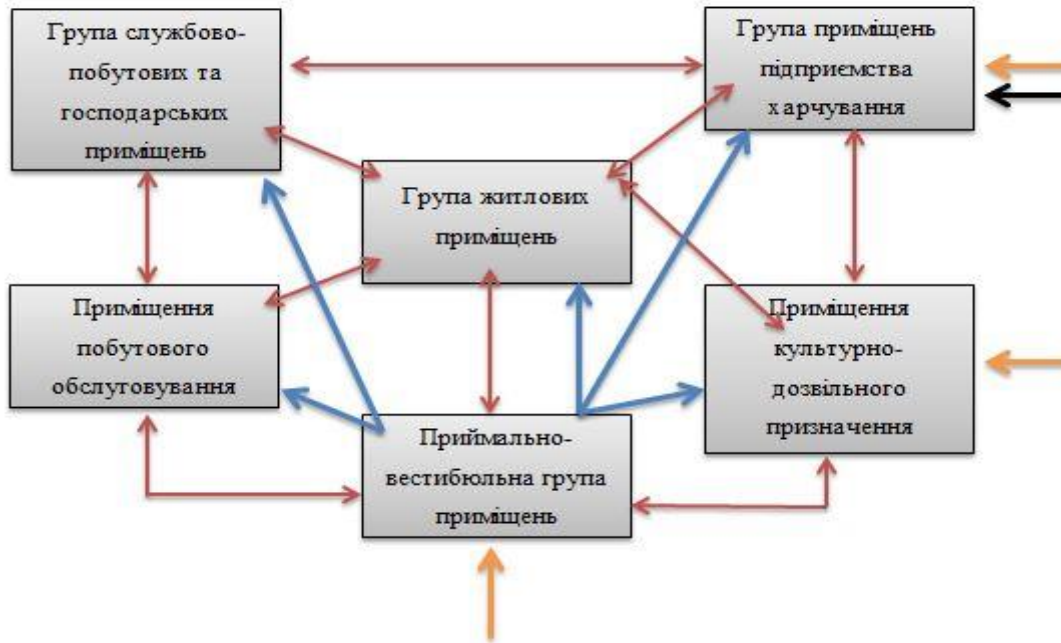 Група службово-
побутових та
господарських
приміщень
Група приміщень
підприємства
харчування
Група житлових
приміщень
Приміщення
побутового
обслуговування
Приміщення
культурно-
дозвільного
призначення
Приймально-
вестибюльна група
приміщень